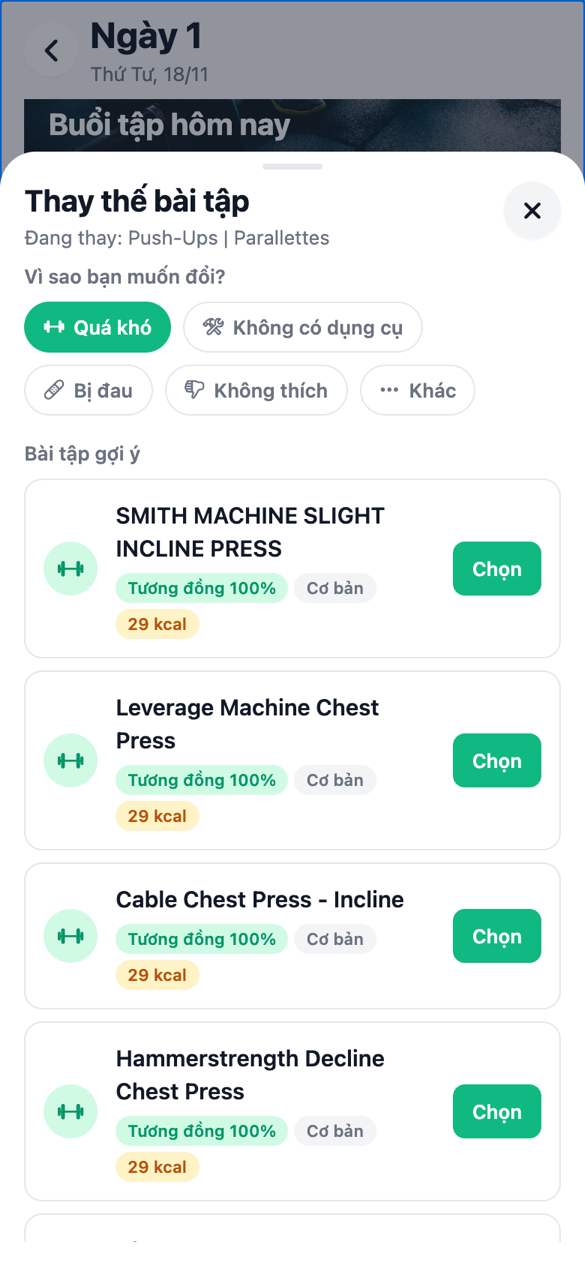 Ngày 1
Thứ Tư, 18/11
Buổi tập hôm nay
Thay thế bài tập
Đang thay: Push-Ups | Parallettes
Vì sao bạn muốn đổi?
Quá khó
Không có dụng cụ
Bị đau
Không thích
Khác
Bài tập gợi ý
SMITH MACHINE SLIGHT
INCLINE PRESS
Tương đồng 100%
Cơ bản
29 kcal
Chọn
Leverage Machine Chest
Press
Tương đồng 100%
Cơ bản
29 kcal
Chọn
Cable Chest Press - Incline
Tương đồng 100%
Cơ bản
29 kcal
Chọn
Hammerstrength Decline
Chest Press
Tương đồng 100%
Cơ bản
29 kcal
Chọn